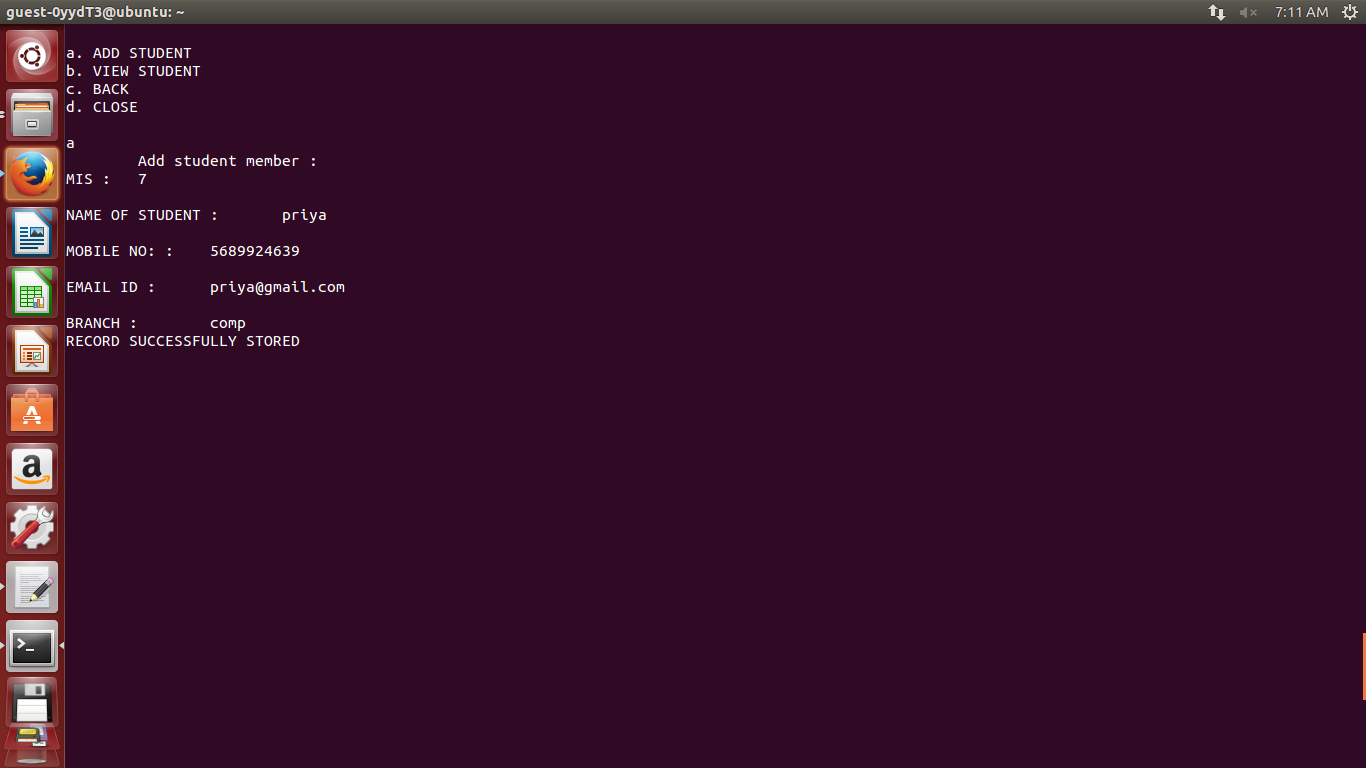 guest-0yydT3@ubuntu: ~
7:11 AM
a. ADD STUDENT
b. VIEW STUDENT
c. BACK
d. CLOSE
a
Add student member :
MIS : 7
NAME OF STUDENT : priya
MOBILE NO: : 5689924639
EMAIL ID : priya@gmail.com
BRANCH : comp
RECORD SUCCESSFULLY STORED